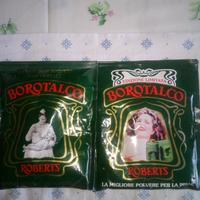 BOROTALCO
ROBERTS
EDIZIONE LIMITATA
BOROTALCO
ROBERTS
LA MIGLIORE POLVERE PER LA